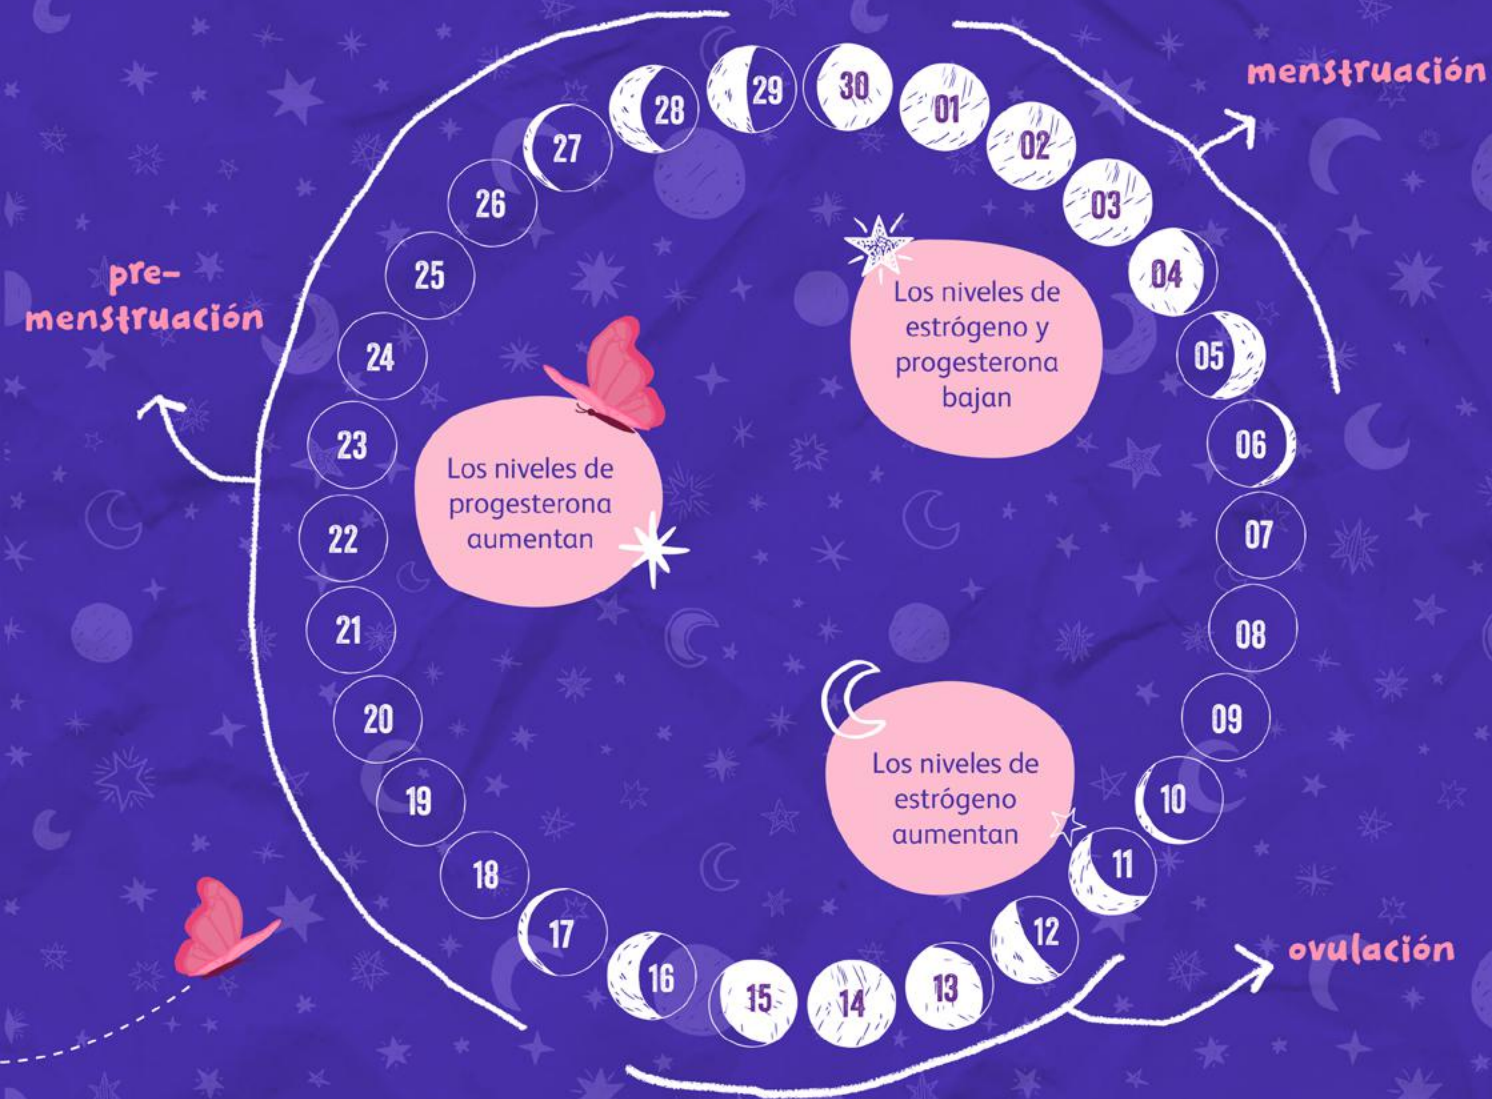 menstruación
01
02
03
04
05
06
07
08
09
10
11
12
13
14
15
16
17
18
19
20
21
22
23
24
25
26
27
28
29
30
Los niveles de
estrógeno y
progesterona
bajan
Los niveles de
estrógeno
aumentan
ovulación
Los niveles de
progesterona
aumentan
pre-
menstruación